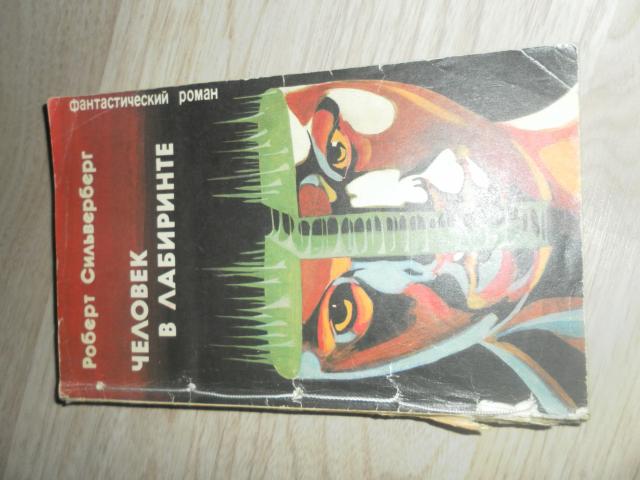 Роберт Сильверберг
ЧЕЛОВЕК
В ЛАБИРИНТЕ
фантастический роман